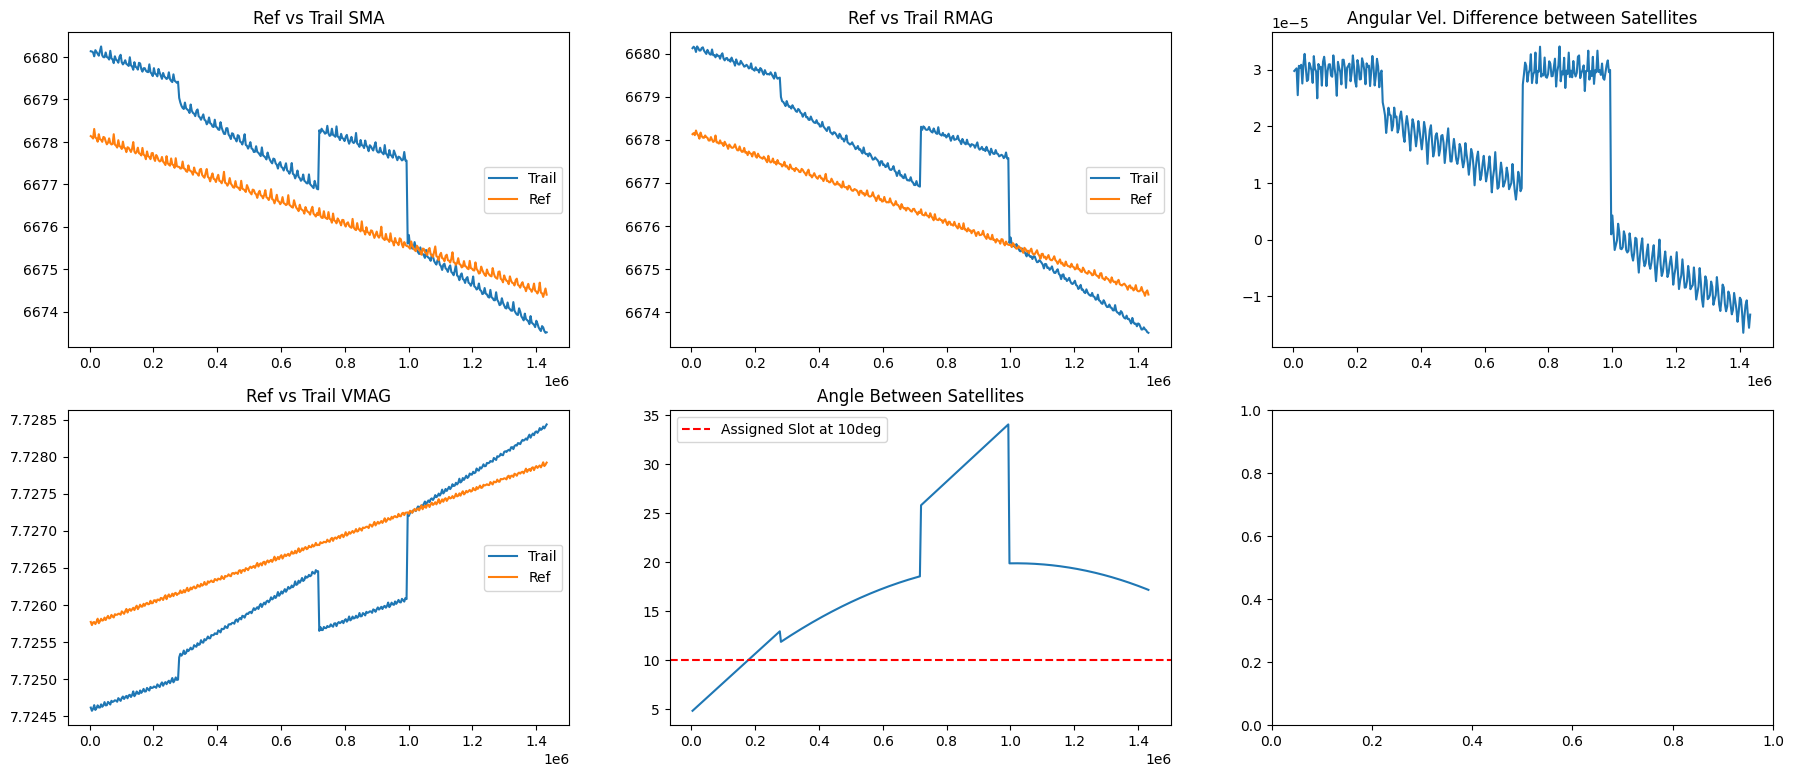 Ref vs Trail SMA
6680
6679
6678
6677
6676
6675
6674
Trail
Ref
0.0 0.2 0.4 0.6 0.8 1.0 1.2 1.4
1e6
Ref vs Trail RMAG
6680
6679
6678
6677
6676
6675
6674
Trail
Ref
0.0 0.2 0.4 0.6 0.8 1.0 1.2 1.4
1e6
Angular Vel. Difference between Satellites
1e−5
3
2
1
0
−1
0.0 0.2 0.4 0.6 0.8 1.0 1.2 1.4
1e6
Ref vs Trail VMAG
7.7285
7.7280
7.7275
7.7270
7.7265
7.7260
7.7255
7.7250
7.7245
Trail
Ref
0.0 0.2 0.4 0.6 0.8 1.0 1.2 1.4
1e6
Angle Between Satellites
35
30
25
20
15
10
5
Assigned Slot at 10deg
0.0 0.2 0.4 0.6 0.8 1.0 1.2 1.4
1e6
1.0
0.8
0.6
0.4
0.2
0.0
0.0 0.2 0.4 0.6 0.8 1.0